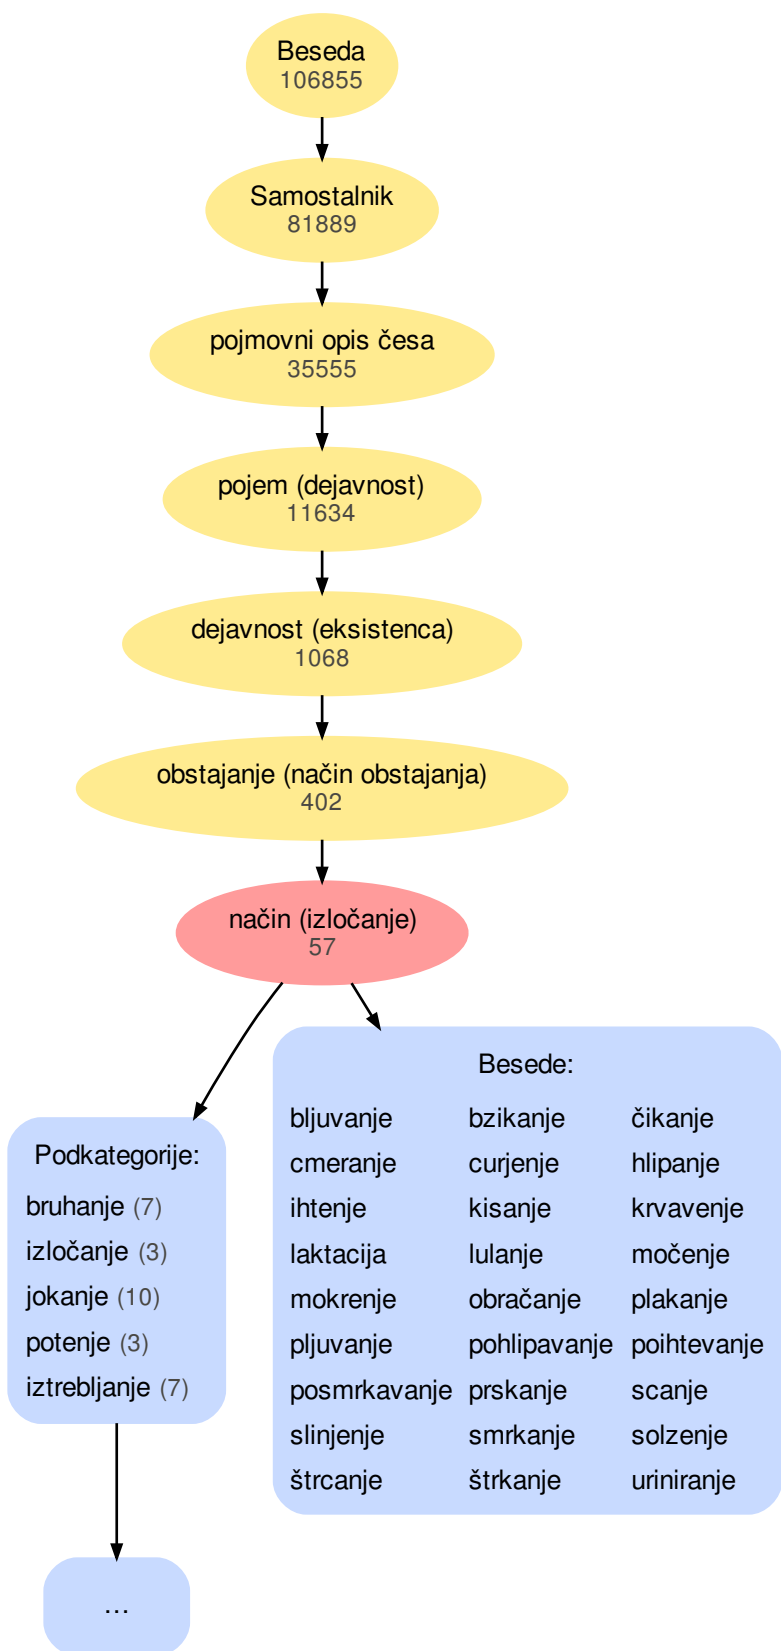 Beseda
106855
Samostalnik
81889
pojmovni opis česa
35555
pojem (dejavnost)
11634
dejavnost (eksistenca)
1068
obstajanje (način obstajanja)
402
način (izločanje)
57
Podkategorije:
bruhanje (7)
izločanje (3)
jokanje (10)
potenje (3)
iztrebljanje (7)
...
Besede:
bljuvanje bzikanje čikanje
cmeranje curjenje hlipanje
ihtenje kisanje krvavenje
laktacija lulanje močenje
mokrenje obračanje plakanje
pljuvanje pohlipavanje poihtevanje
posmrkavanje prskanje scanje
slinjenje smrkanje solzenje
štrcanje štrkanje uriniranje